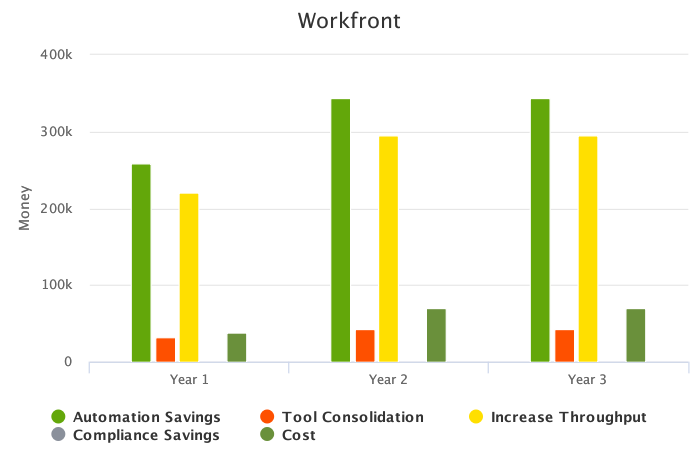 Workfront
400k
300k
200k
100k
0
Money
Year 1 Year 2 Year 3
Automation Savings Tool Consolidation Increase Throughput
Compliance Savings Cost